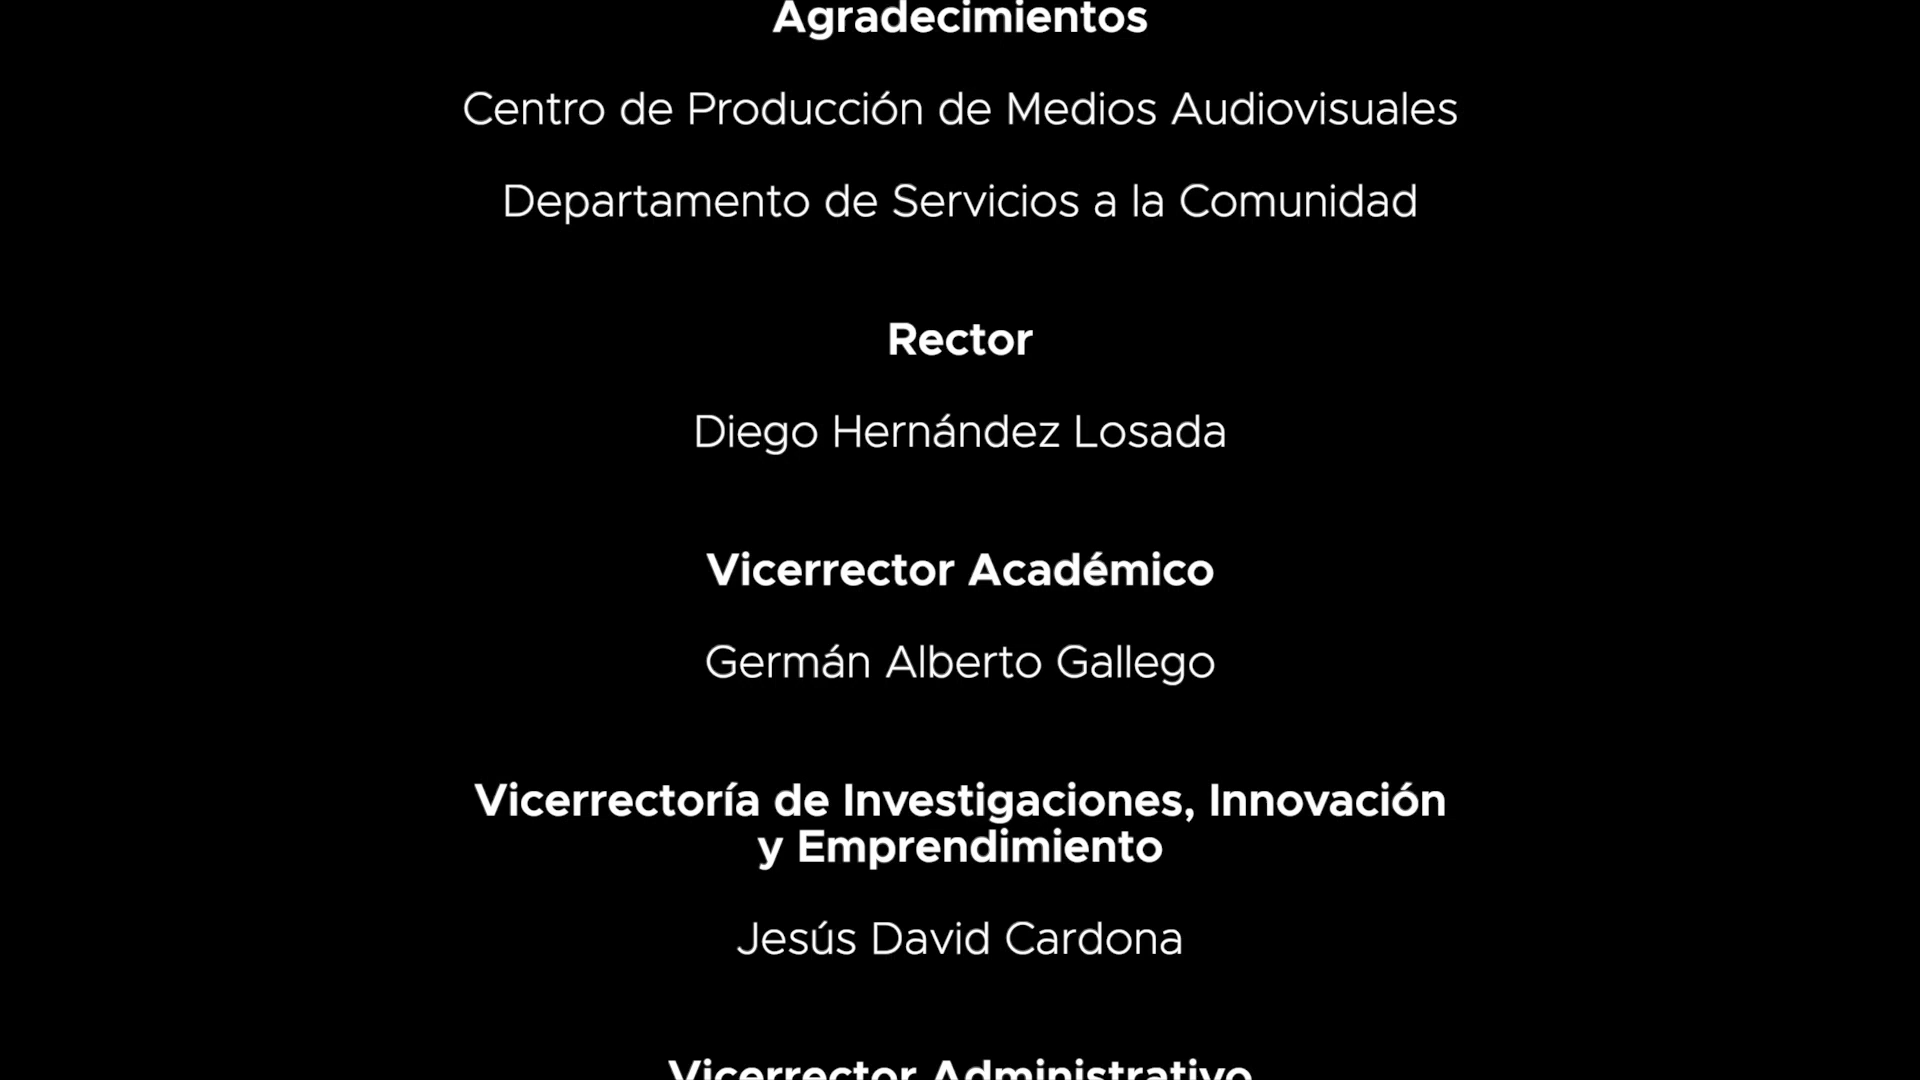 Agradecimientos
Centro de Producción de Medios Audiovisuales
Departamento de Servicios a la Comunidad
Rector
Diego Hernández Losada
Vicerrector Académico
Germán Alberto Gallego
Vicerrectoría de Investigaciones, Innovación
y Emprendimiento
Jesús David Cardona
Vicerrector Administrativo